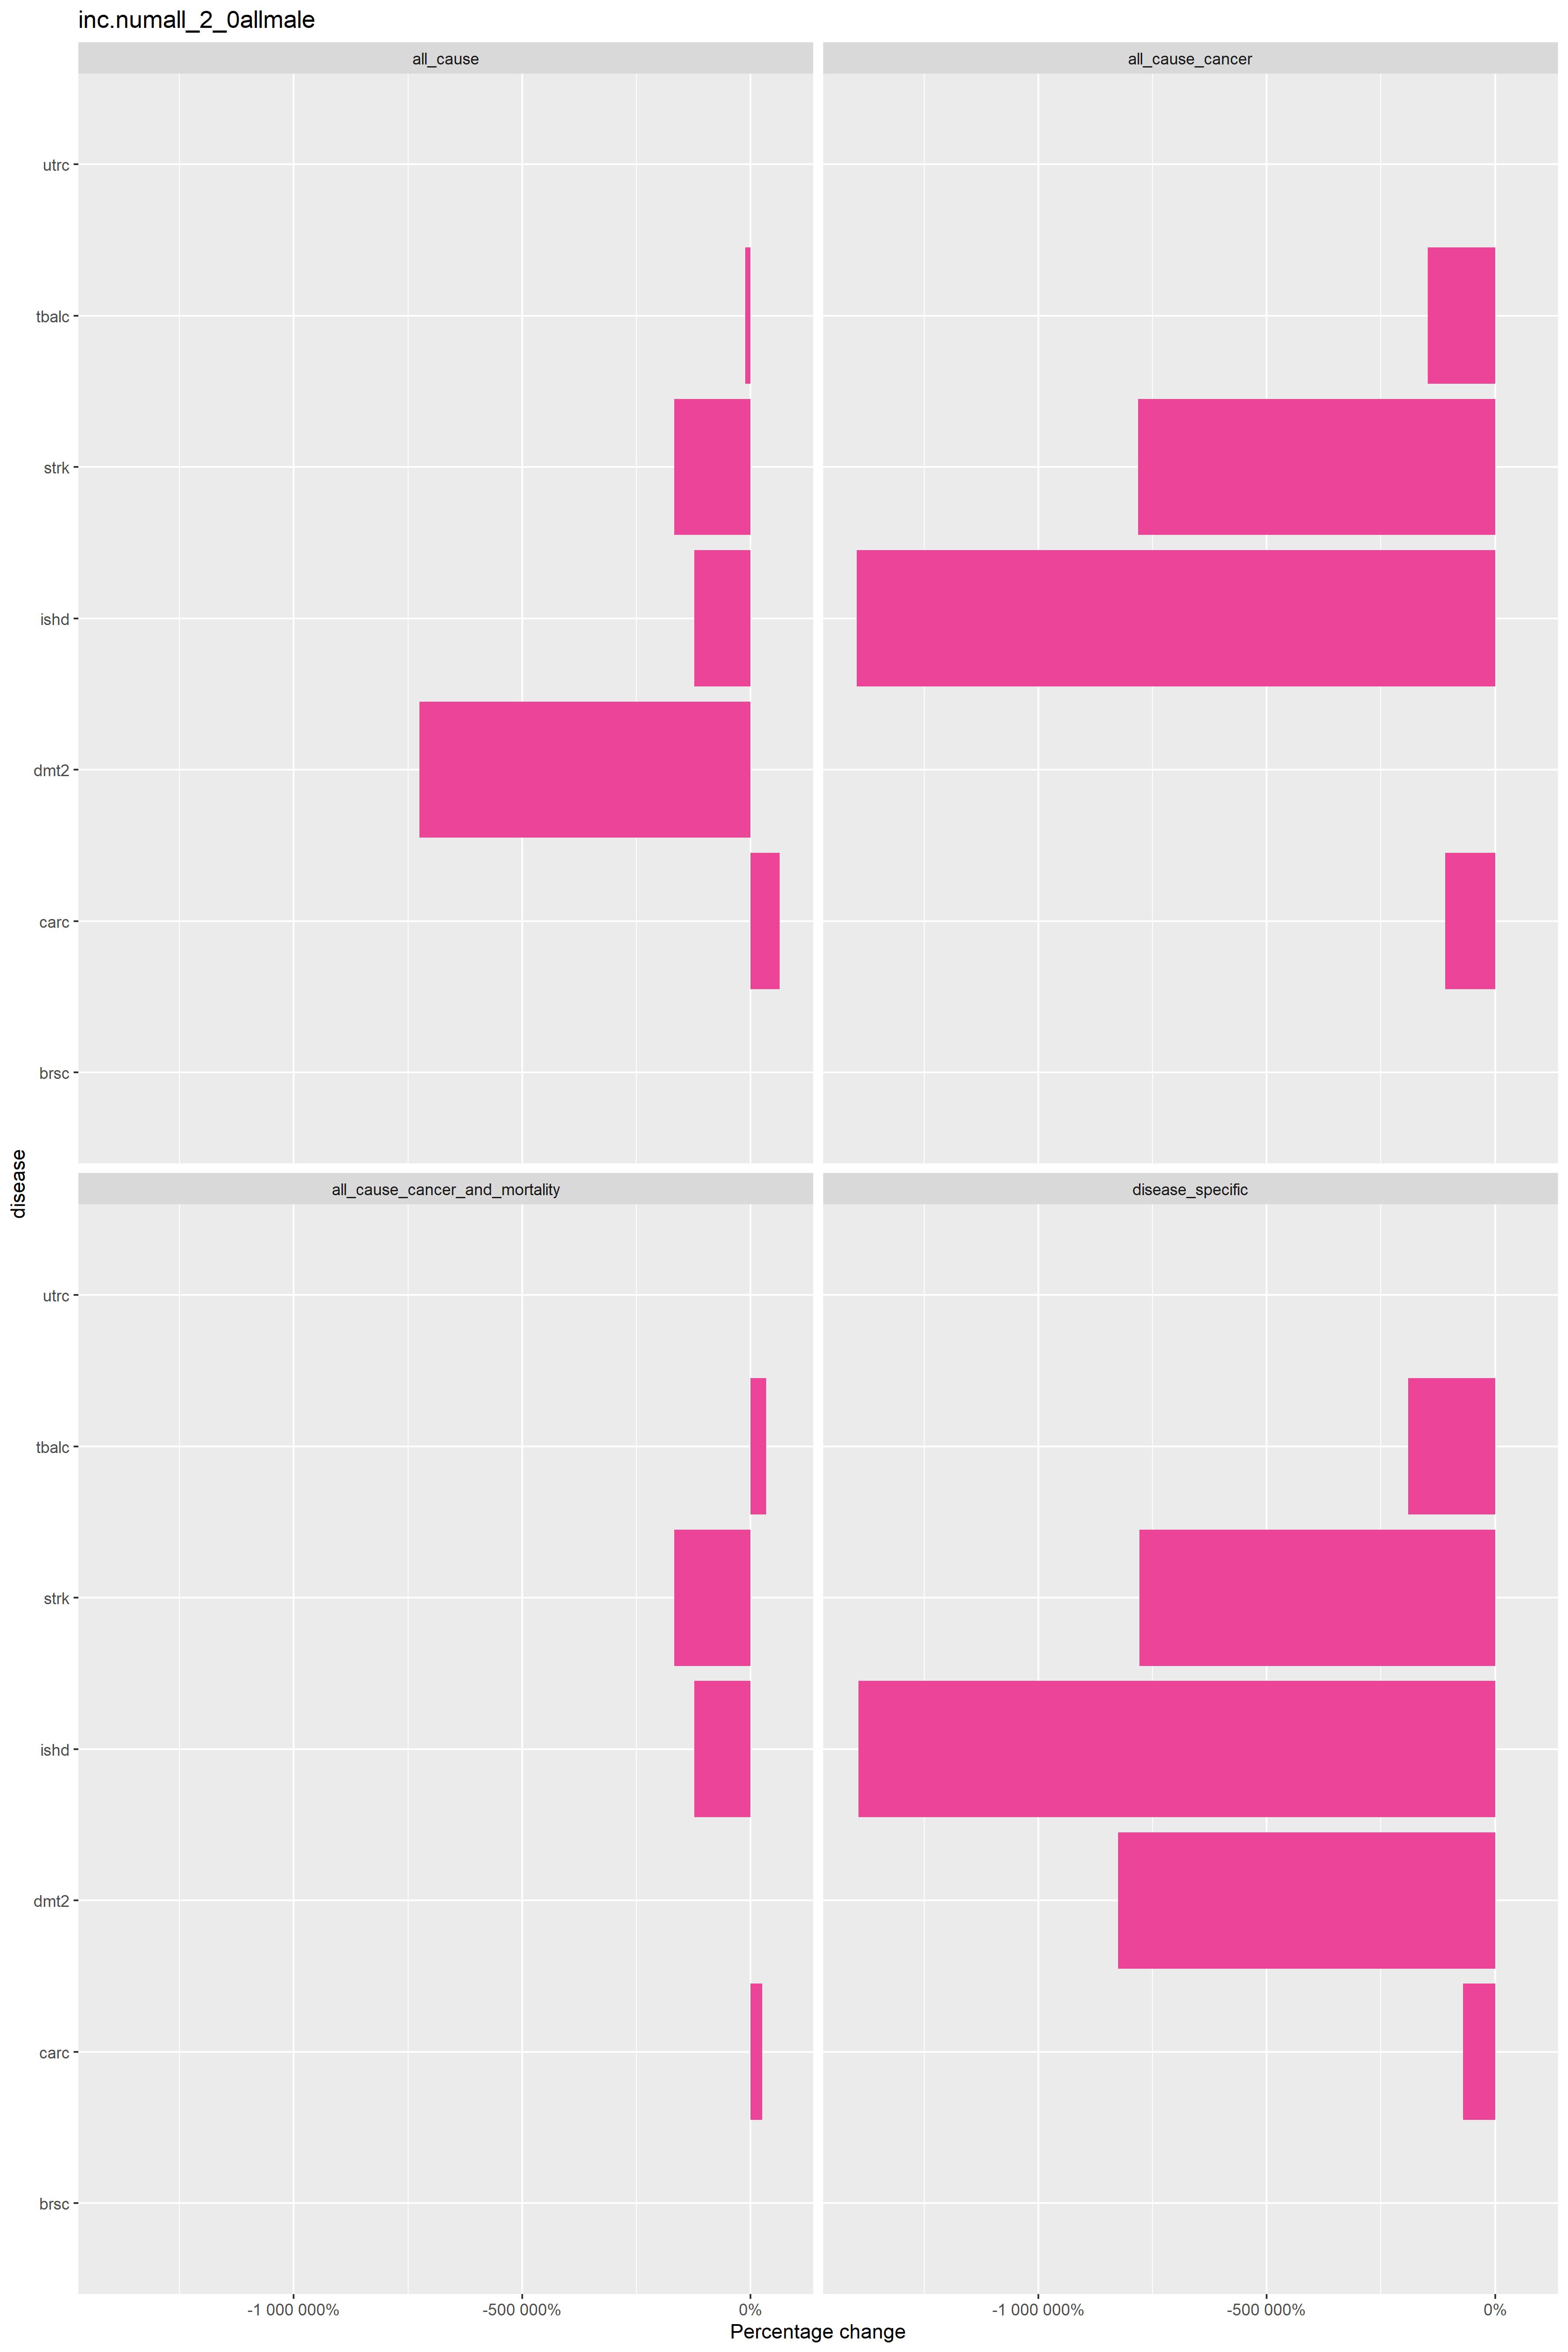 inc.numall_2_0allmale
all_cause
all_cause_cancer
utrc
tbalc
strk
ishd
dmt2
carc
brsc
disease
all_cause_cancer_and_mortality
disease_specific
utrc
tbalc
strk
ishd
dmt2
carc
brsc
-1 000 000%
-500 000%
0%
-1 000 000%
-500 000%
0%
Percentage change